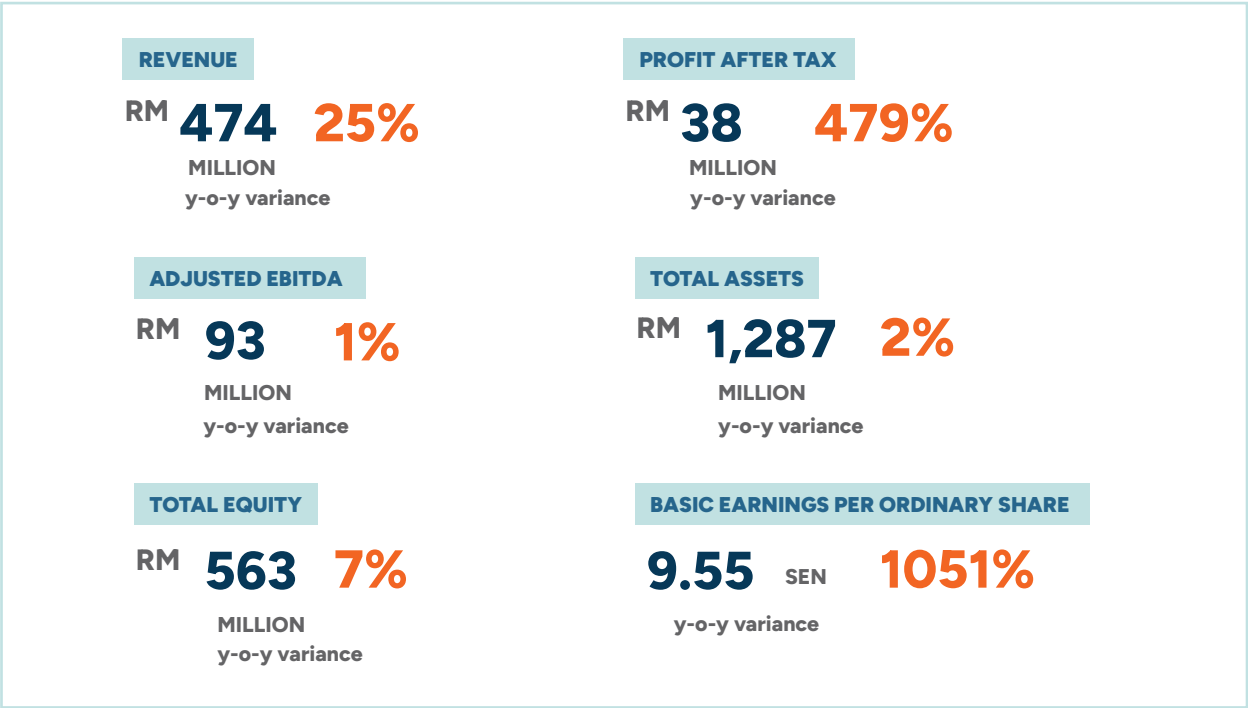 REVENUE
RM 474 25%
MILLION
y-o-y variance
PROFIT AFTER TAX
RM 38 479%
MILLION
y-o-y variance
ADJUSTED EBITDA
RM 93 1%
MILLION
y-o-y variance
TOTAL ASSETS
RM 1,287 2%
MILLION
y-o-y variance
TOTAL EQUITY
RM 563 7%
MILLION
y-o-y variance
BASIC EARNINGS PER ORDINARY SHARE
9.55 SEN 1051%
y-o-y variance